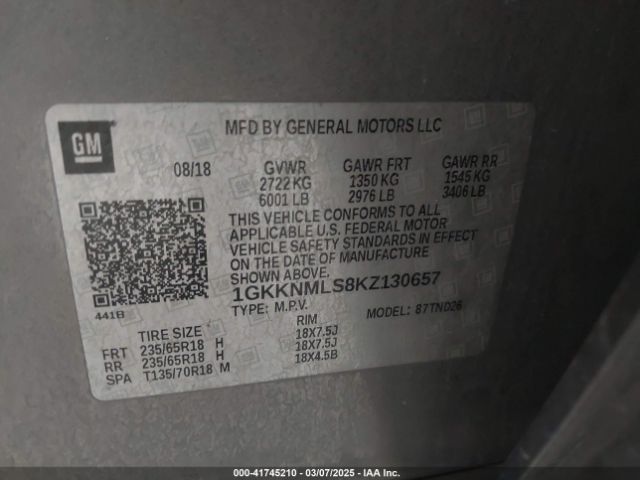 GM
MFD BY GENERAL MOTORS LLC
08/18 GVWR GAWR FRT GAWR RR
2722 KG 1350 KG 1545 KG
6001 LB 2976 LB 3406 LB
THIS VEHICLE CONFORMS TO ALL
APPLICABLE U.S. FEDERAL MOTOR
VEHICLE SAFETY STANDARDS IN EFFECT
ON THE DATE OF MANUFACTURE
SHOWN ABOVE.
1GKKNMLS8KZ130657
441B
TYPE: M.P.V. MODEL: 87TND26
TIRE SIZE RIM
FRT 235/65R18 H 18X7.5J
RR 235/65R18 H 18X7.5J
SPA T135/70R18 M 18X4.5B
000-41745210 - 03/07/2025 - IAA Inc.